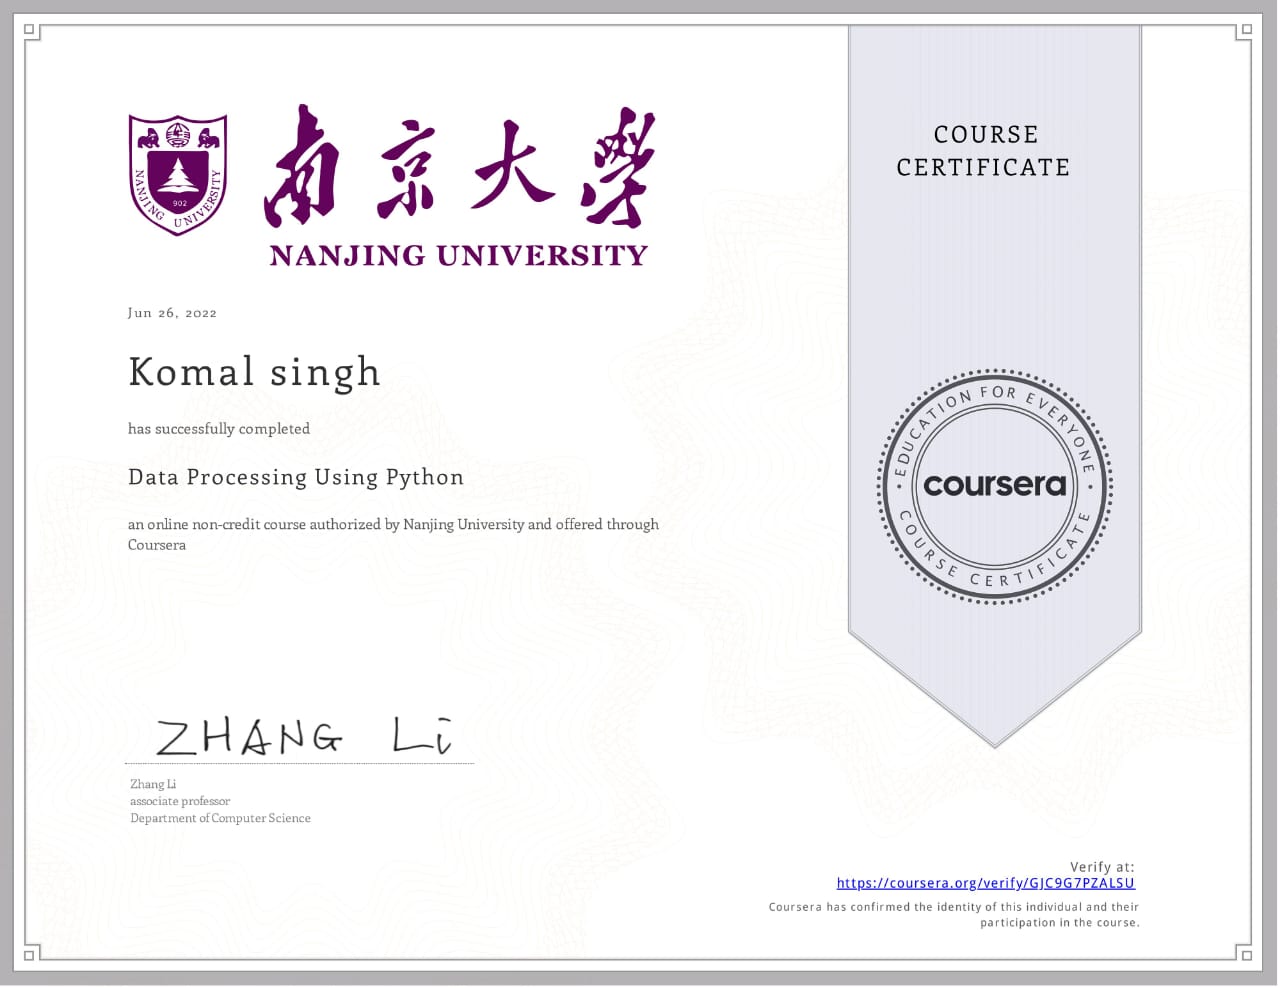 南京大學
NANJING UNIVERSITY
902
NANJING UNIVERSITY
Jun 26, 2022
Komal singh
has successfully completed
Data Processing Using Python
an online non-credit course authorized by Nanjing University and offered through
Coursera
ZHANG Li
Zhang Li
associate professor
Department of Computer Science
COURSE
CERTIFICATE
EDUCATION FOR EVERYONE
coursera
COURSE CERTIFICATE
Verify at:
https://coursera.org/verify/GJC9G7PZALSU
Coursera has confirmed the identity of this individual and their
participation in the course.